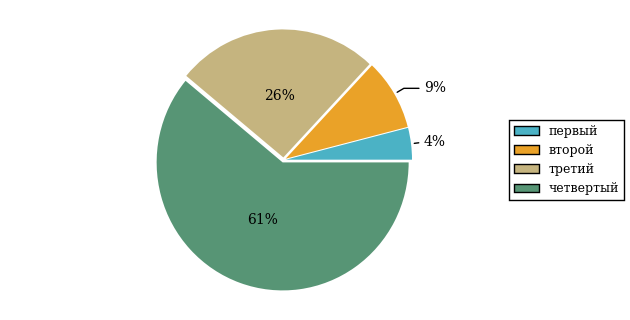 9%
26%
4%
61%
первый
второй
третий
четвертый